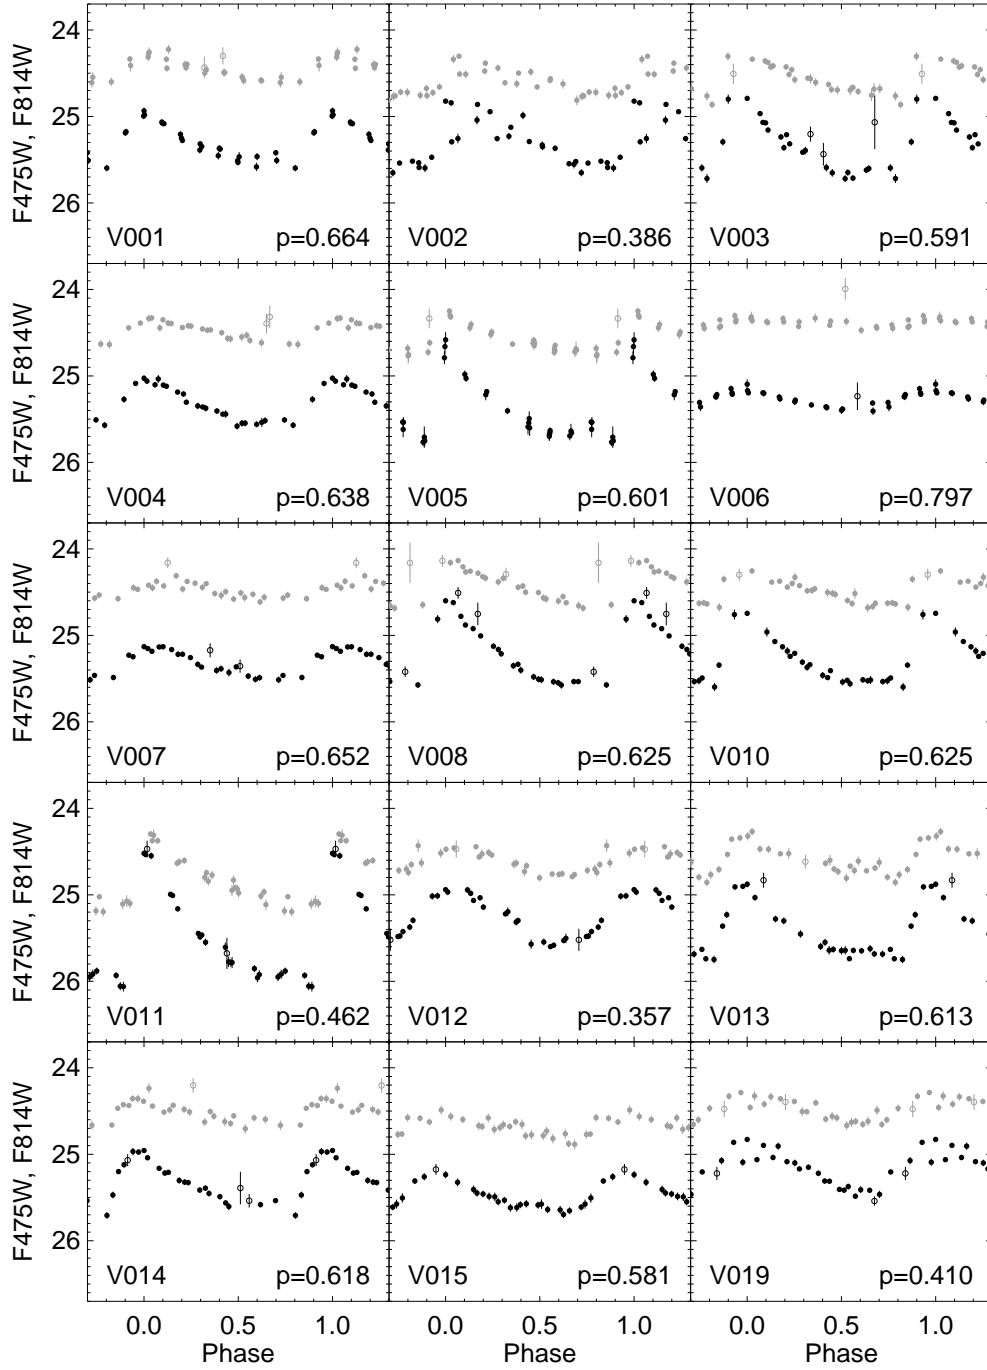 F475W, F814W
24
25
26
V001 p=0.664
V002 p=0.386
V003 p=0.591
F475W, F814W
24
25
26
V004 p=0.638
V005 p=0.601
V006 p=0.797
F475W, F814W
24
25
26
V007 p=0.652
V008 p=0.625
V010 p=0.625
F475W, F814W
24
25
26
V011 p=0.462
V012 p=0.357
V013 p=0.613
F475W, F814W
24
25
26
V014 p=0.618
V015 p=0.581
V019 p=0.410
0.0 0.5 1.0
0.0 0.5 1.0
0.0 0.5 1.0
Phase
Phase
Phase